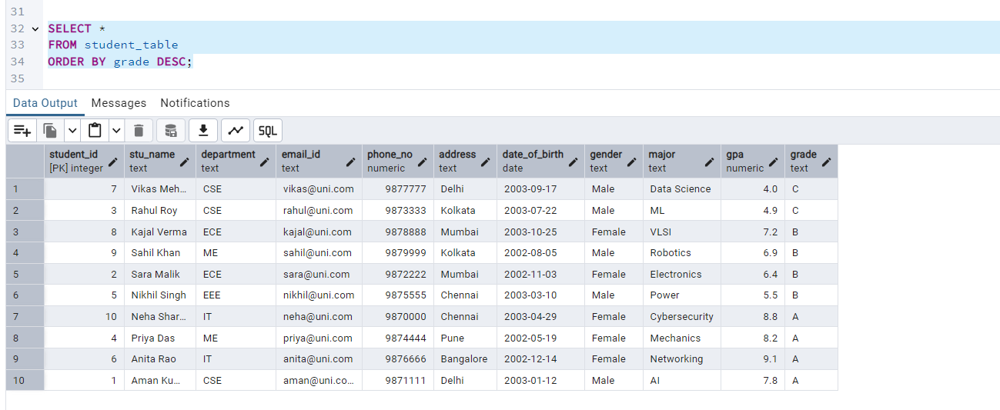 31
32 SELECT *
33 FROM student_table
34 ORDER BY grade DESC;
35
Data Output Messages Notifications
SQL
student_id stu_name department email_id phone_no address date_of_birth gender major gpa grade
[PK] integer text text text numeric text date text text numeric text
1 7 Vikas Meh... CSE vikas@uni.com 9877777 Delhi 2003-09-17 Male Data Science 4.0 C
2 3 Rahul Roy CSE rahul@uni.com 9873333 Kolkata 2003-07-22 Male ML 4.9 C
3 8 Kajal Verma ECE kajal@uni.com 9878888 Mumbai 2003-10-25 Female VLSI 7.2 B
4 9 Sahil Khan ME sahil@uni.com 9879999 Kolkata 2002-08-05 Male Robotics 6.9 B
5 2 Sara Malik ECE sara@uni.com 9872222 Mumbai 2002-11-03 Female Electronics 6.4 B
6 5 Nikhil Singh EEE nikhil@uni.com 9875555 Chennai 2003-03-10 Male Power 5.5 B
7 10 Neha Shar... IT neha@uni.com 9870000 Chennai 2003-04-29 Female Cybersecurity 8.8 A
8 4 Priya Das ME priya@uni.com 9874444 Pune 2002-05-19 Female Mechanics 8.2 A
9 6 Anita Rao IT anita@uni.com 9876666 Bangalore 2002-12-14 Female Networking 9.1 A
10 1 Aman Ku... CSE aman@uni.co... 9871111 Delhi 2003-01-12 Male AI 7.8 A